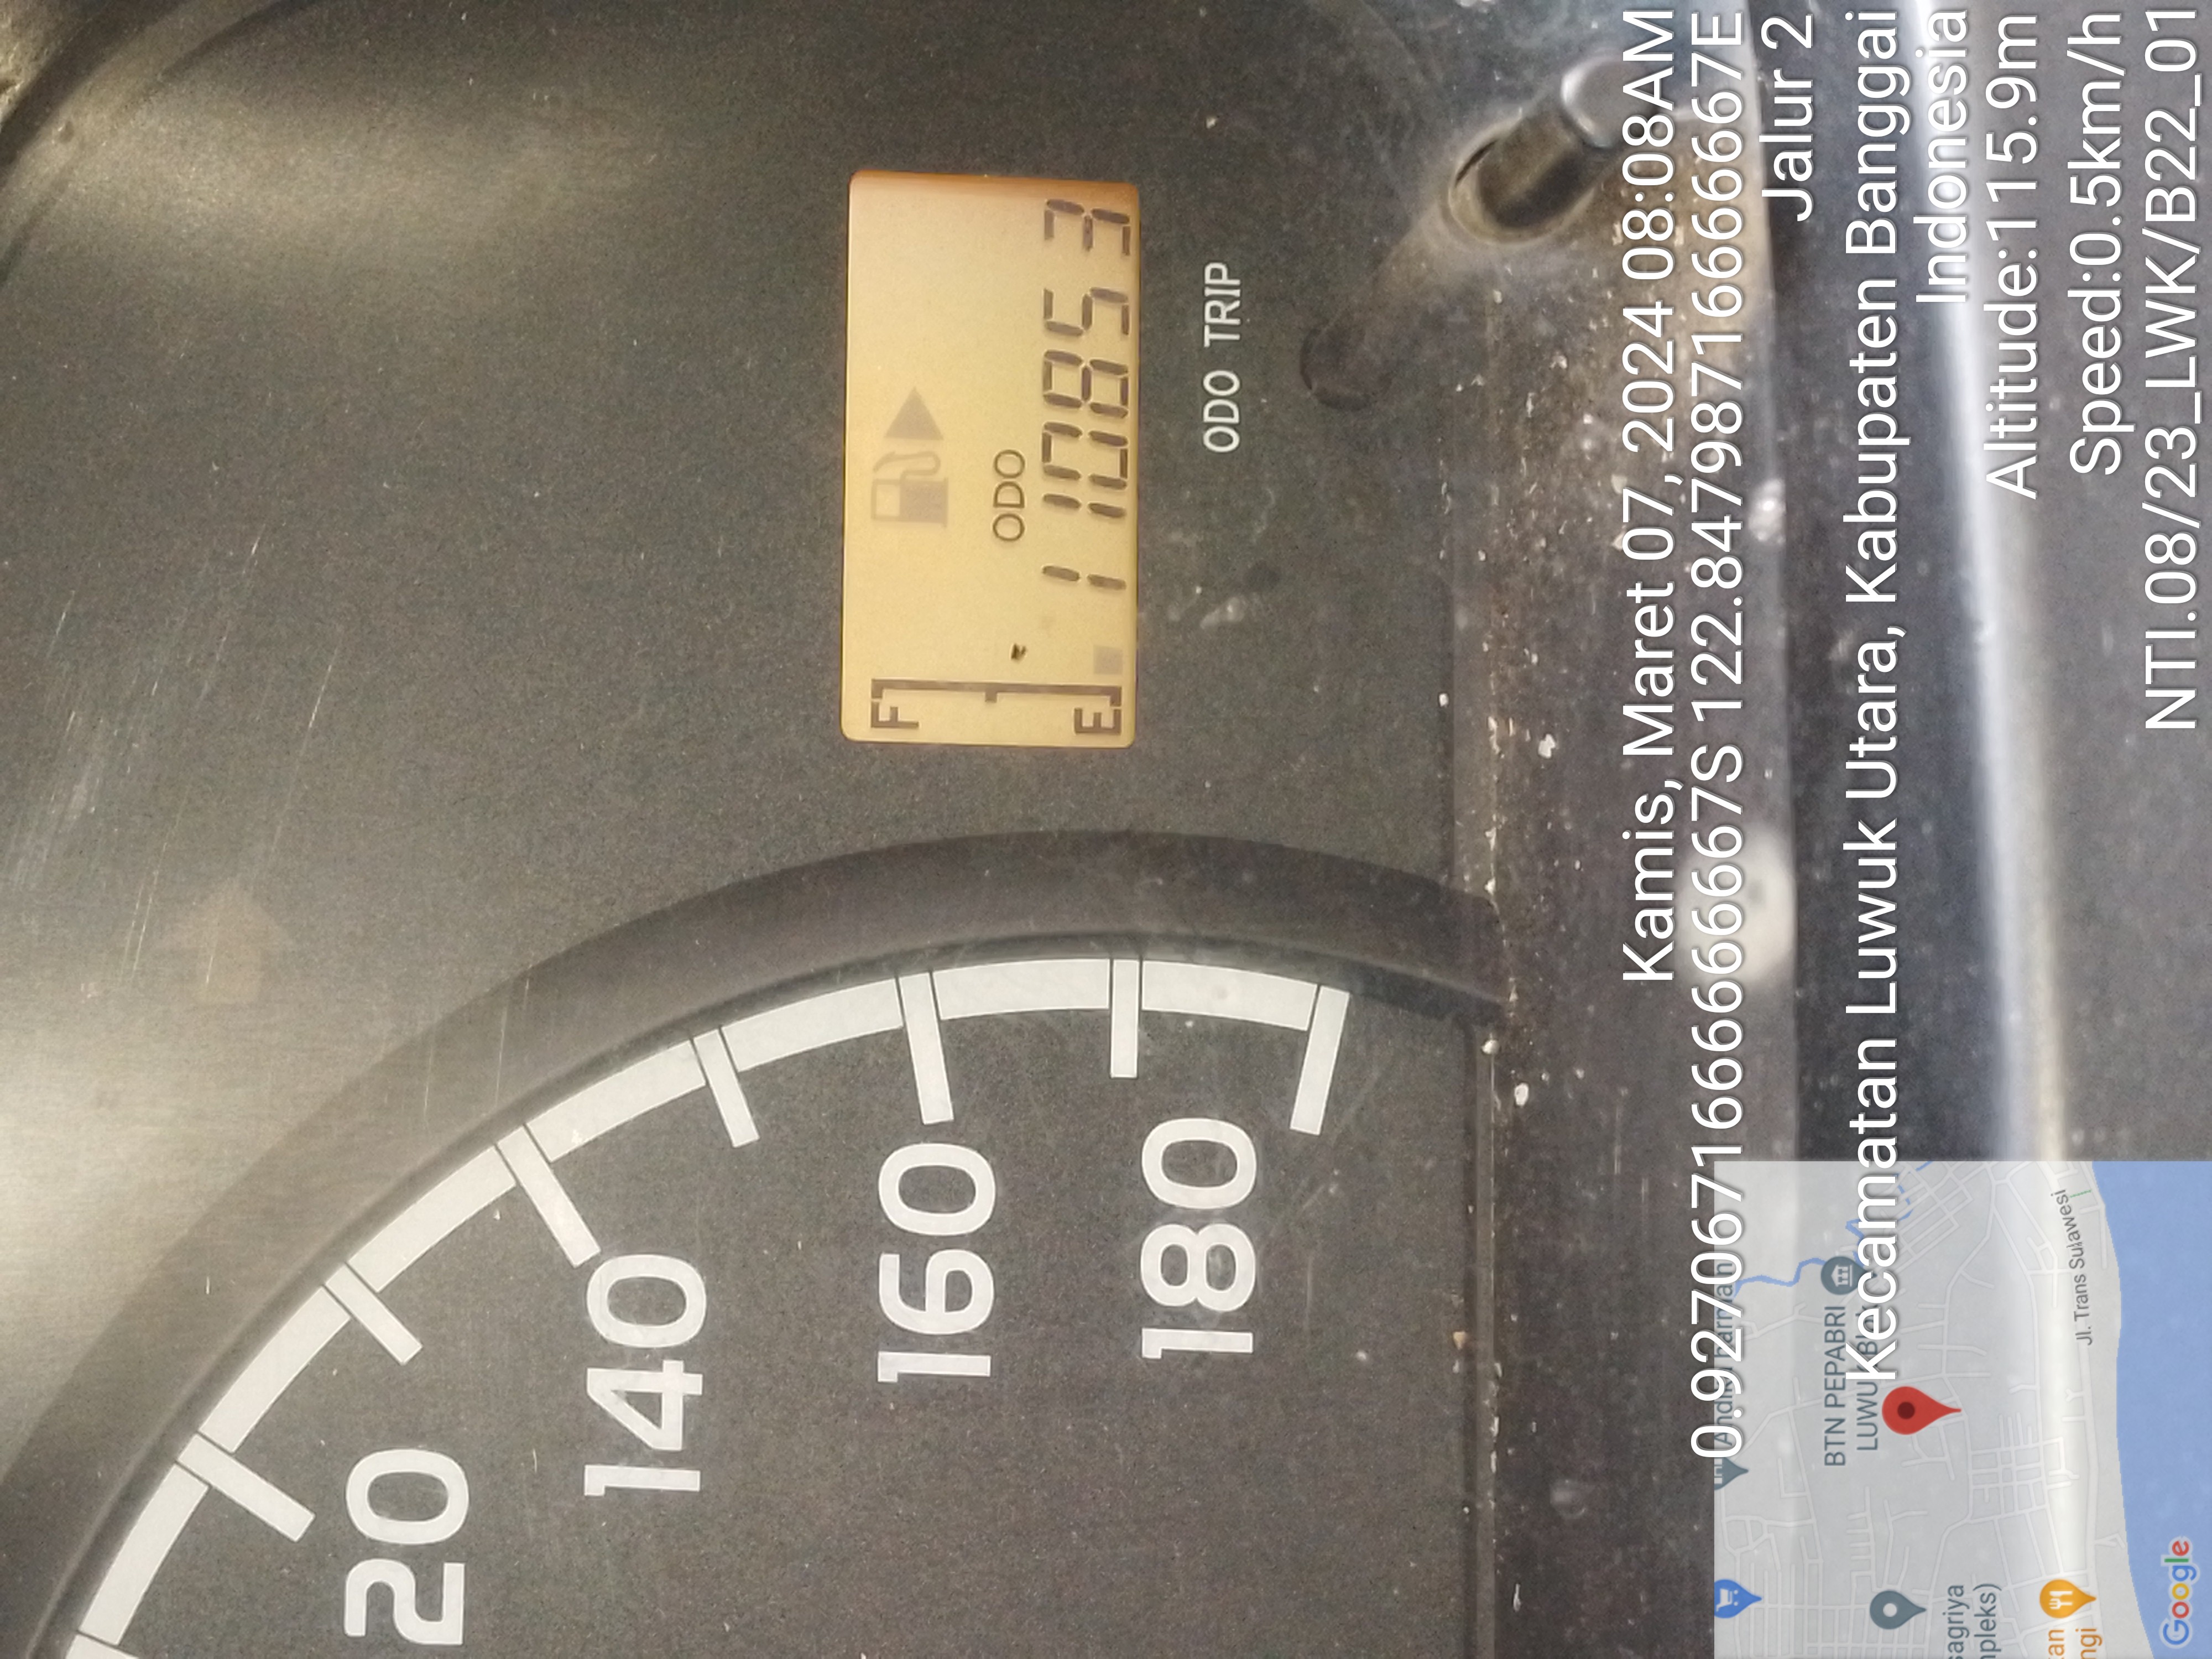 F
E
ODO
110853
ODO TRIP
20
140
160
180
Kamis, Maret 07, 2024 08:08AM
0.9270671666666667S 122.84798716666667E
Jalur 2
Kecamatan Luwuk Utara, Kabupaten Banggai
Indonesia
Altitude:115.9m
Speed:0.5km/h
NTI.08/23_LWK/B22_01
BTN PEPABRI
Jl. Trans Sulawesi
Google